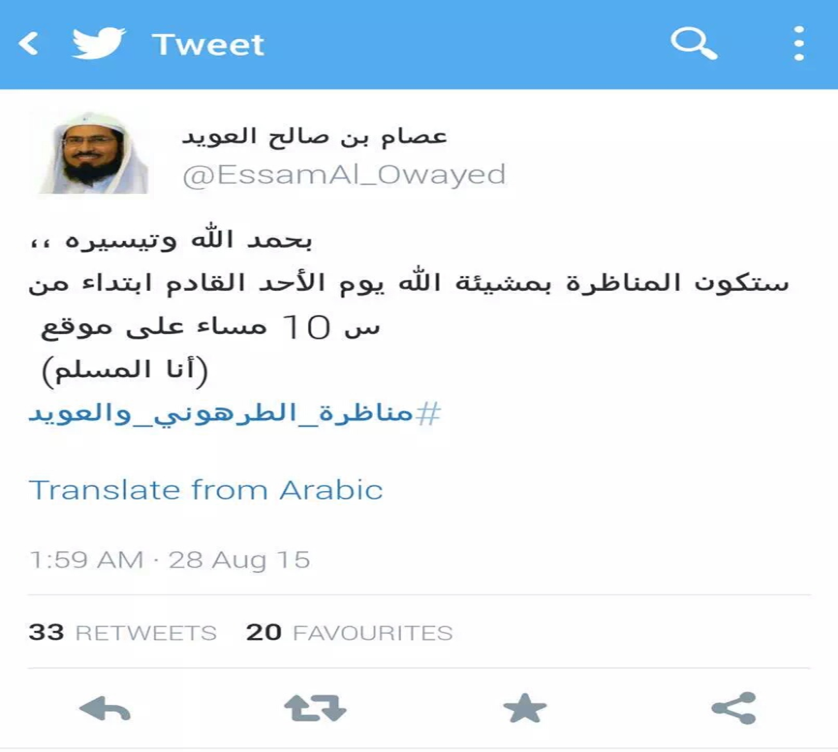 Tweet
عصام بن صالح العويد
@EssamAl_Owayed
بحمد الله وتيسيره ،،
ستكون المناظرة بمشيئة الله يوم الأحد القادم ابتداء من
س 10 مساء على موقع
(أنا المسلم)
#مناظرة_الطرهوني_والعويد
Translate from Arabic
1:59 AM · 28 Aug 15
33 RETWEETS 20 FAVOURITES